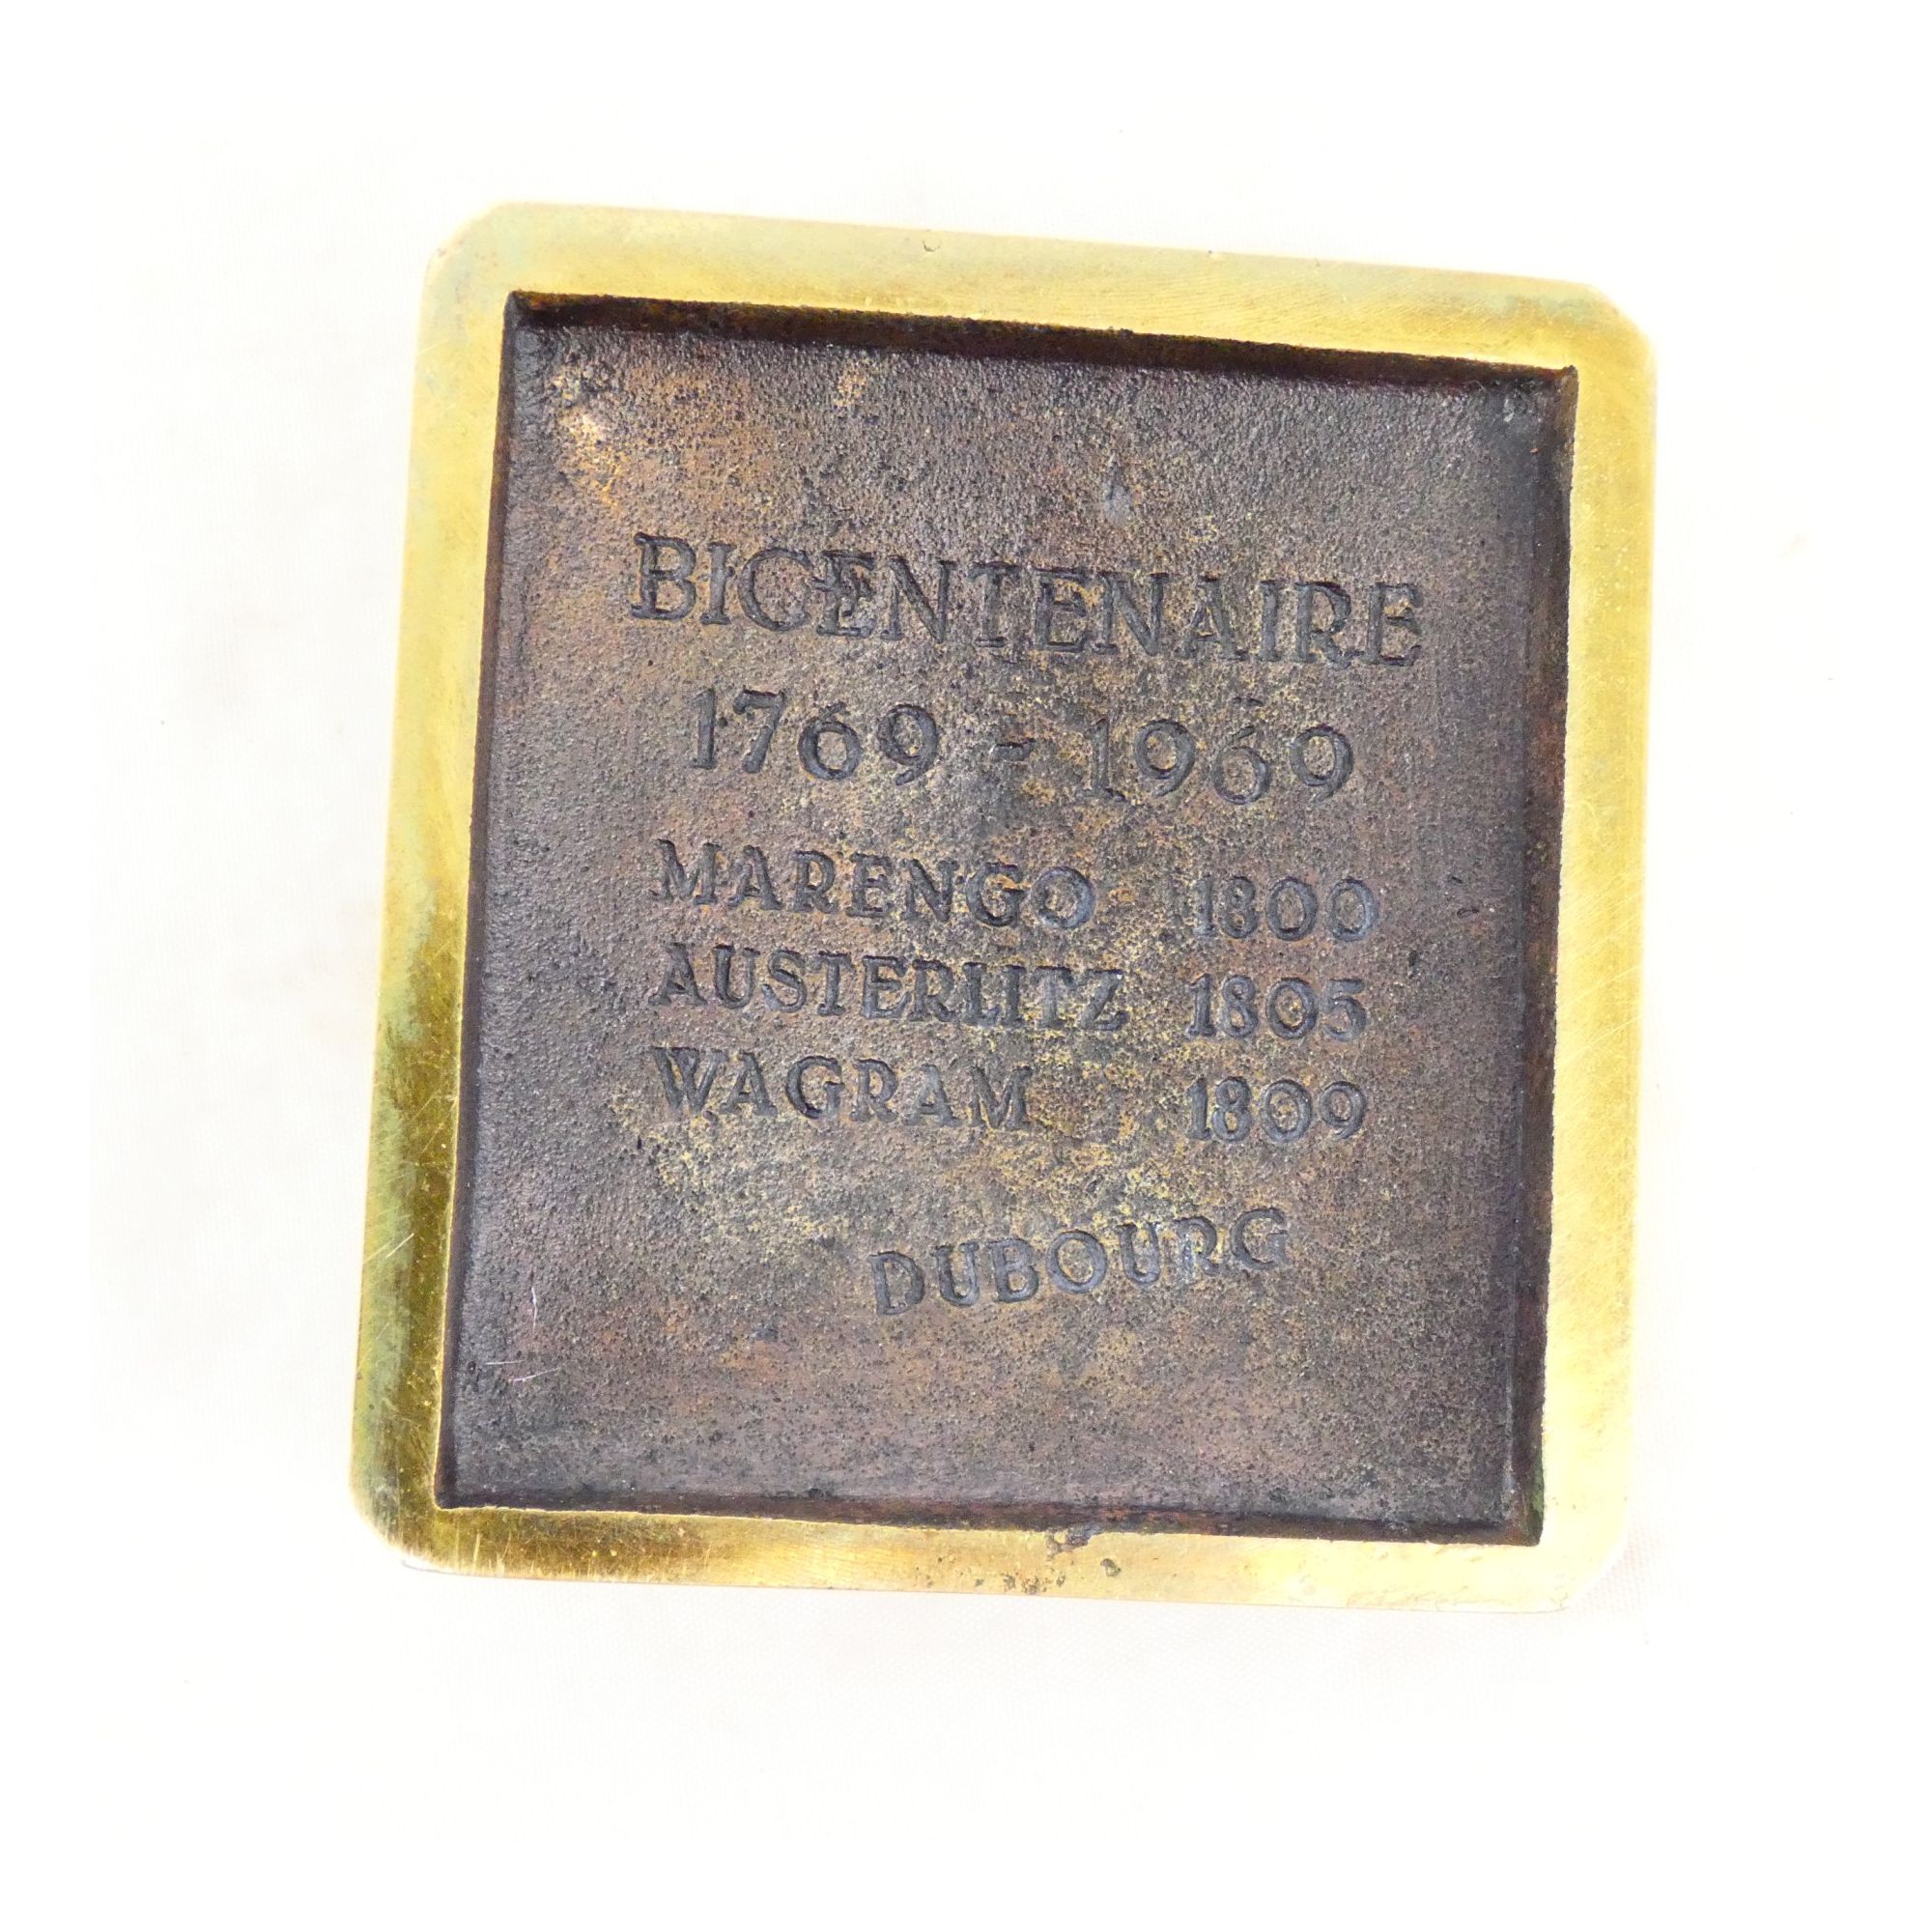 BICENTENAIRE
1769 - 1969
MARENGO 1800
AUSTERLITZ 1805
WAGRAM 1809
DUBOURG